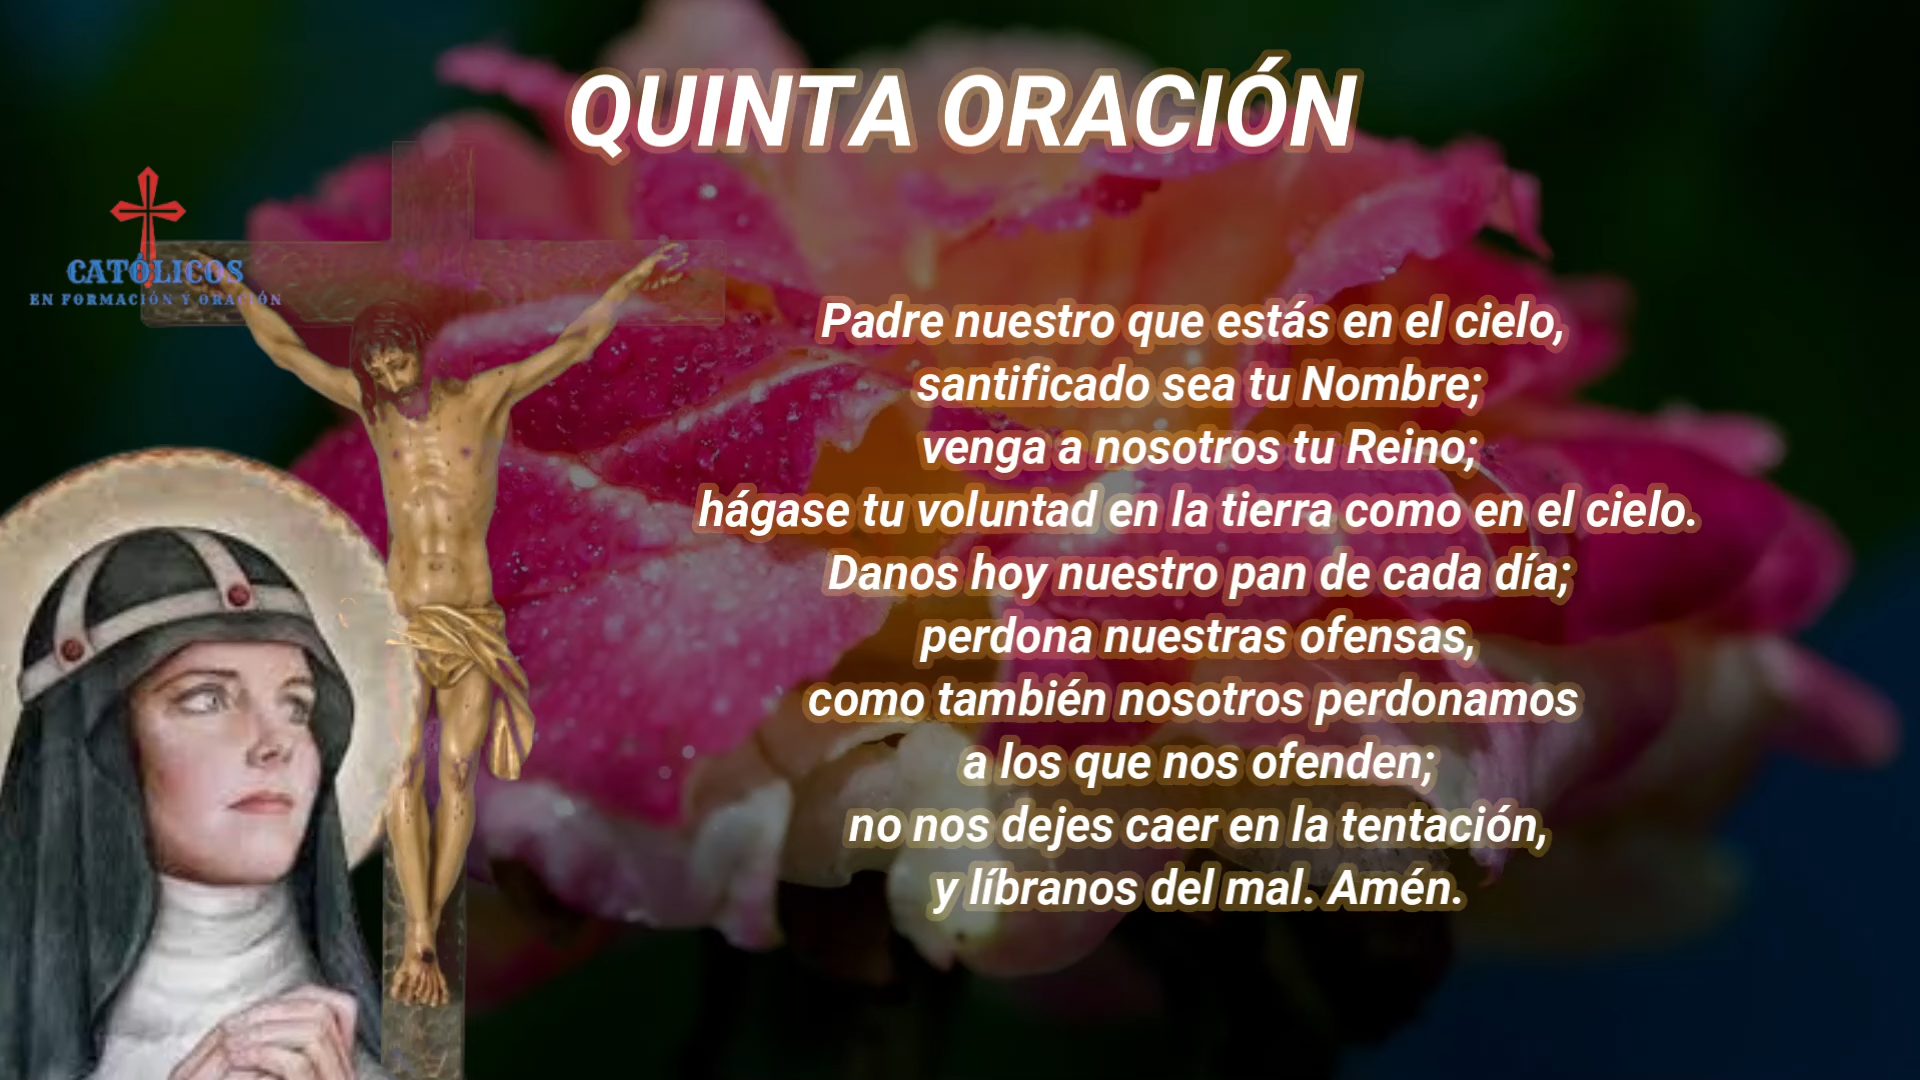 QUINTA ORACIÓN
CATÓLICOS
EN FORMACIÓN Y ORACIÓN
Padre nuestro que estás en el cielo,
santificado sea tu Nombre;
venga a nosotros tu Reino;
hágase tu voluntad en la tierra como en el cielo.
Danos hoy nuestro pan de cada día;
perdona nuestras ofensas,
como también nosotros perdonamos
a los que nos ofenden;
no nos dejes caer en la tentación,
y líbranos del mal. Amén.